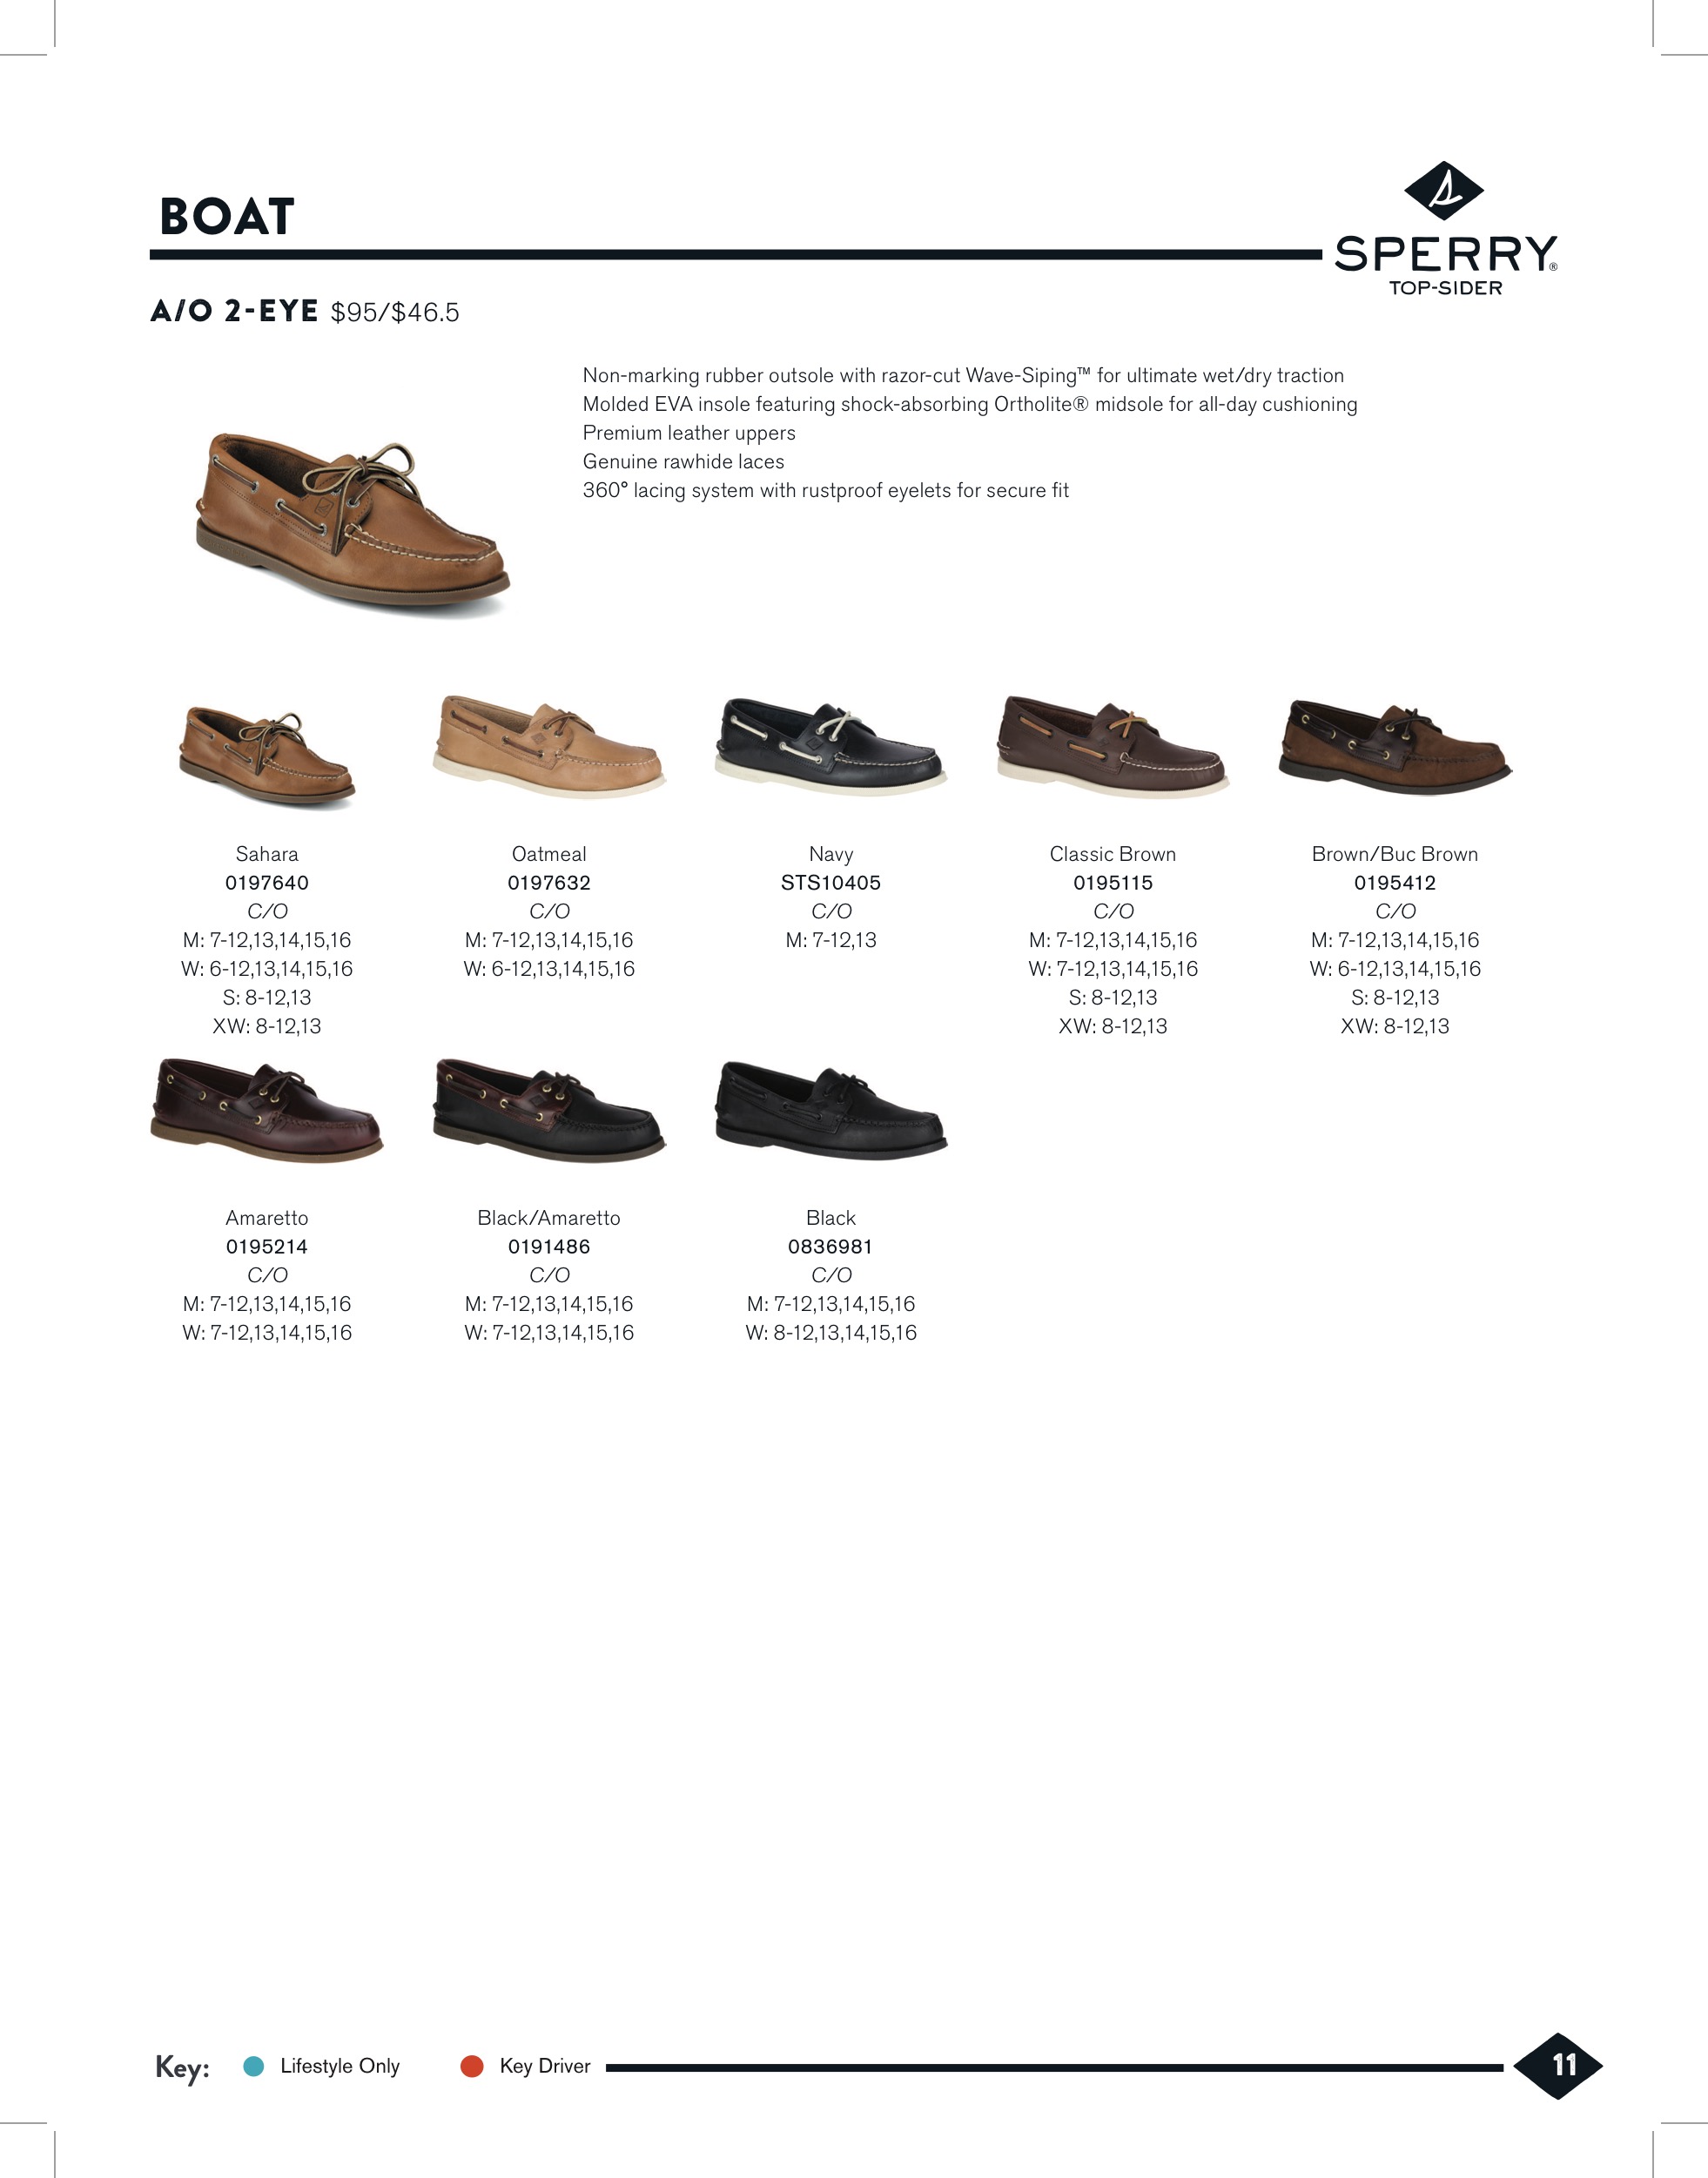 BOAT
SPERRY®
TOP-SIDER
A/O 2-EYE $95/$46.5
Non-marking rubber outsole with razor-cut Wave-Siping™ for ultimate wet/dry traction
Molded EVA insole featuring shock-absorbing Ortholite® midsole for all-day cushioning
Premium leather uppers
Genuine rawhide laces
360° lacing system with rustproof eyelets for secure fit
Sahara
0197640
C/O
M: 7-12,13,14,15,16
W: 6-12,13,14,15,16
S: 8-12,13
XW: 8-12,13
Oatmeal
0197632
C/O
M: 7-12,13,14,15,16
W: 6-12,13,14,15,16
Navy
STS10405
C/O
M: 7-12,13
Classic Brown
0195115
C/O
M: 7-12,13,14,15,16
W: 7-12,13,14,15,16
S: 8-12,13
XW: 8-12,13
Brown/Buc Brown
0195412
C/O
M: 7-12,13,14,15,16
W: 6-12,13,14,15,16
S: 8-12,13
XW: 8-12,13
Amaretto
0195214
C/O
M: 7-12,13,14,15,16
W: 7-12,13,14,15,16
Black/Amaretto
0191486
C/O
M: 7-12,13,14,15,16
W: 7-12,13,14,15,16
Black
0836981
C/O
M: 7-12,13,14,15,16
W: 8-12,13,14,15,16
Key: Lifestyle Only Key Driver
11